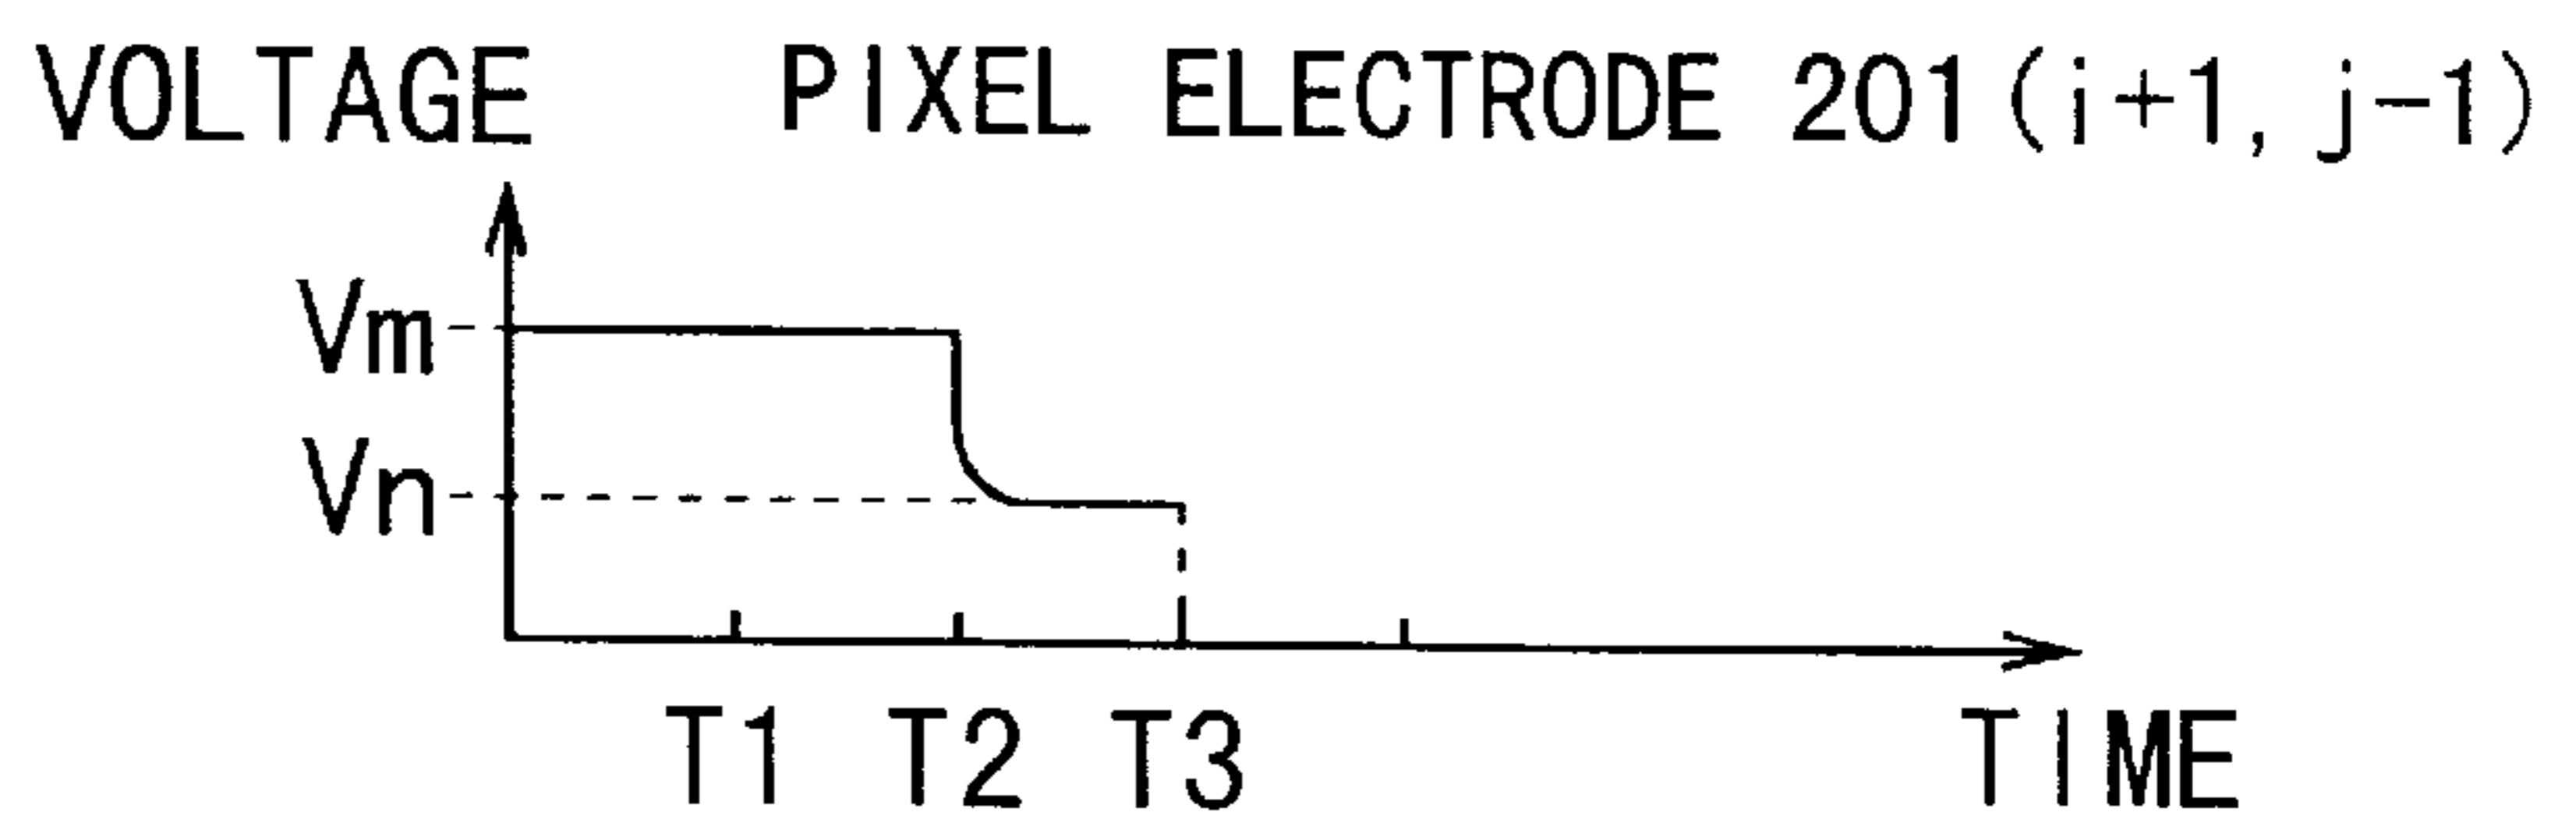 VOLTAGE PIXEL ELECTRODE 201(i+1, j-1)
Vm
Vn
T1 T2 T3 TIME